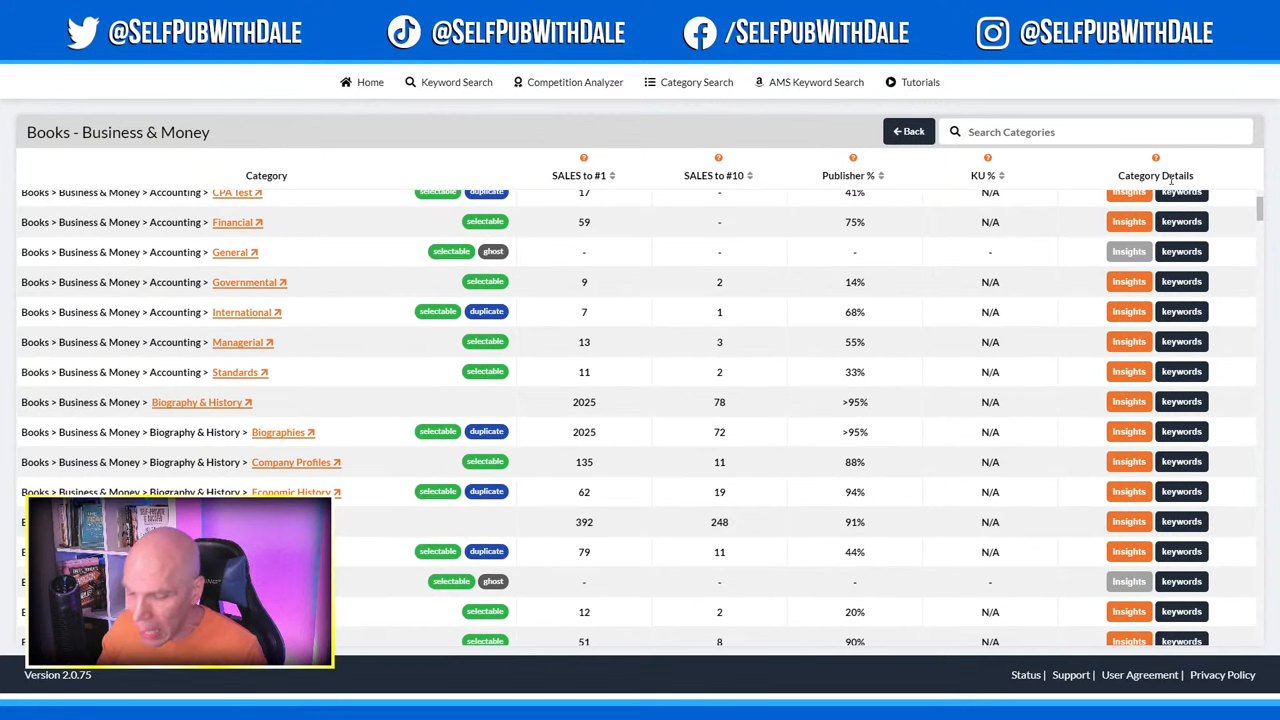 @SELFPUBWITHDALE @SELFPUBWITHDALE /SELFPUBWITHDALE @SELFPUBWITHDALE
Home Keyword Search Competition Analyzer Category Search AMS Keyword Search Tutorials
Books - Business & Money Back Search Categories
Category SALES to #1 SALES to #10 Publisher % KU % Category Details
Books > Business & Money > Accounting > CPA Test selectable duplicate 17 - 41% N/A Insights keywords
Books > Business & Money > Accounting > Financial selectable 59 - 75% N/A Insights keywords
Books > Business & Money > Accounting > General selectable ghost - - - - Insights keywords
Books > Business & Money > Accounting > Governmental selectable 9 2 14% N/A Insights keywords
Books > Business & Money > Accounting > International selectable duplicate 7 1 68% N/A Insights keywords
Books > Business & Money > Accounting > Managerial selectable 13 3 55% N/A Insights keywords
Books > Business & Money > Accounting > Standards selectable 11 2 33% N/A Insights keywords
Books > Business & Money > Biography & History 2025 78 >95% N/A Insights keywords
Books > Business & Money > Biography & History > Biographies selectable duplicate 2025 72 >95% N/A Insights keywords
Books > Business & Money > Biography & History > Company Profiles selectable 135 11 88% N/A Insights keywords
Books > Business & Money > Biography & History > Economic History selectable duplicate 62 19 94% N/A Insights keywords
392 248 91% N/A Insights keywords
selectable duplicate 79 11 44% N/A Insights keywords
selectable ghost - - - - Insights keywords
selectable 12 2 20% N/A Insights keywords
selectable 51 8 90% N/A Insights keywords
Version 2.0.75 Status | Support | User Agreement | Privacy Policy